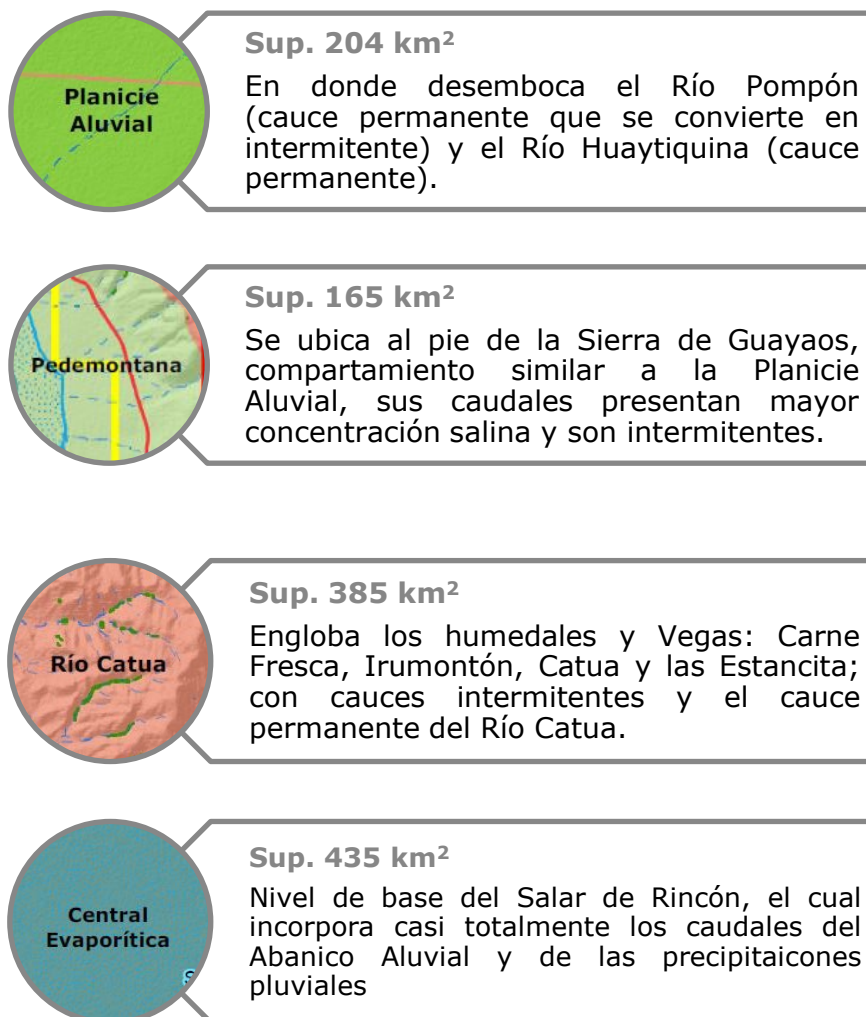 Planicie
Aluvial
Sup. 204 km²
En donde desemboca el Río Pompón
(cauce permanente que se convierte en
intermitente) y el Río Huaytiquina (cauce
permanente).
Pedemontana
Sup. 165 km²
Se ubica al pie de la Sierra de Guayaos,
compartamiento similar a la Planicie
Aluvial, sus caudales presentan mayor
concentración salina y son intermitentes.
Río Catua
Sup. 385 km²
Engloba los humedales y Vegas: Carne
Fresca, Irumontón, Catua y las Estancita;
con cauces intermitentes y el cauce
permanente del Río Catua.
Central
Evaporítica
S
Sup. 435 km²
Nivel de base del Salar de Rincón, el cual
incorpora casi totalmente los caudales del
Abanico Aluvial y de las precipitaicones
pluviales